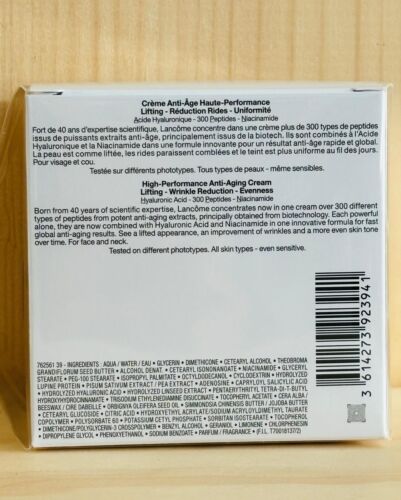 Crème Anti-Âge Haute-Performance
Lifting - Réduction Rides - Uniformité
Acide Hyaluronique - 300 Peptides - Niacinamide
Fort de 40 ans d'expertise scientifique, Lancôme concentre dans une crème plus de 300 types de peptides
issus de puissants extraits anti-âge, principalement issus de la biotech. Ils sont combinés à l'Acide
Hyaluronique et la Niacinamide dans une formule innovante pour un résultat anti-âge rapide et global.
La peau est comme liftée, les rides paraissent comblées et le teint est plus uniforme au fil des jours.
Pour visage et cou.
Testée sur différents phototypes. Tous types de peaux - même sensibles.
High-Performance Anti-Aging Cream
Lifting - Wrinkle Reduction - Evenness
Hyaluronic Acid - 300 Peptides - Niacinamide
Born from 40 years of scientific expertise, Lancôme concentrates now in one cream over 300 different
types of peptides from potent anti-aging extracts, principally obtained from biotechnology. Each powerful
alone, they are now combined with Hyaluronic Acid and Niacinamide in one innovative formula for fast
global anti-aging results. See a lifted appearance, an improvement of wrinkles and a more even skin tone
over time. For face and neck.
Tested on different phototypes. All skin types - even sensitive.
762561 39 - INGREDIENTS: AQUA / WATER / EAU • GLYCERIN • DIMETHICONE • CETEARYL ALCOHOL • THEOBROMA
GRANDIFLORUM SEED BUTTER • ALCOHOL DENAT. • CETEARYL ISONONANOATE • NIACINAMIDE • GLYCERYL
STEARATE • PEG-100 STEARATE • ISOPROPYL PALMITATE • OCTYLDODECANOL • CYCLODEXTRIN • HYDROLYZED
LUPINE PROTEIN • PISUM SATIVUM EXTRACT / PEA EXTRACT • ADENOSINE • CAPRYLOYL SALICYLIC ACID
• HYDROLYZED HYALURONIC ACID • HYDROLYZED LINSEED EXTRACT • PENTAERYTHRITYL TETRA-DI-T-BUTYL
HYDROXYHYDROCINNAMATE • TRISODIUM ETHYLENEDIAMINE DISUCCINATE • TOCOPHERYL ACETATE • CERA ALBA /
BEESWAX / CIRE D'ABEILLE • ORBIGNYA OLEIFERA SEED OIL • SIMMONDSIA CHINENSIS BUTTER / JOJOBA BUTTER
• CETEARYL GLUCOSIDE • CITRIC ACID • HYDROXYETHYL ACRYLATE/SODIUM ACRYLOYLDIMETHYL TAURATE
COPOLYMER • POLYSORBATE 60 • POTASSIUM CETYL PHOSPHATE • SORBITAN ISOSTEARATE • TOCOPHEROL
• DIMETHICONE/POLYGLYCERIN-3 CROSSPOLYMER • BENZYL ALCOHOL • GERANIOL • LIMONENE • CHLORPHENESIN
• DIPROPYLENE GLYCOL • PHENOXYETHANOL • SODIUM BENZOATE • PARFUM / FRAGRANCE • (F.I.L. T70018137/2)
3 614273 923941